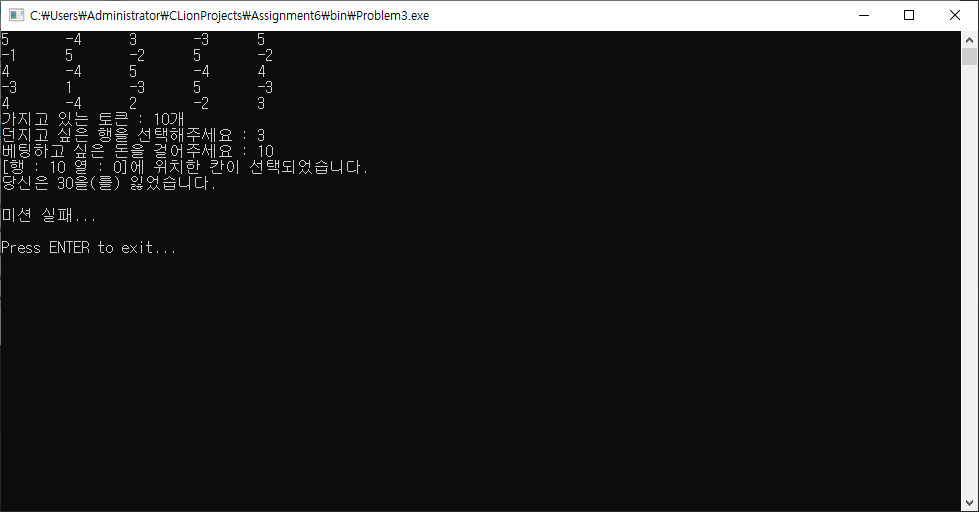 C:₩Users₩Administrator₩CLionProjects₩Assignment6₩bin₩Problem3.exe
5 -4 3 -3 5
-1 5 -2 5 -2
4 -4 5 -4 4
-3 1 -3 5 -3
4 -4 2 -2 3
가지고 있는 토큰 : 10개
던지고 싶은 행을 선택해주세요 : 3
베팅하고 싶은 돈을 걸어주세요 : 10
[행 : 10 열 : 0]에 위치한 칸이 선택되었습니다.
당신은 30을(를) 잃었습니다.
미션 실패...
Press ENTER to exit...